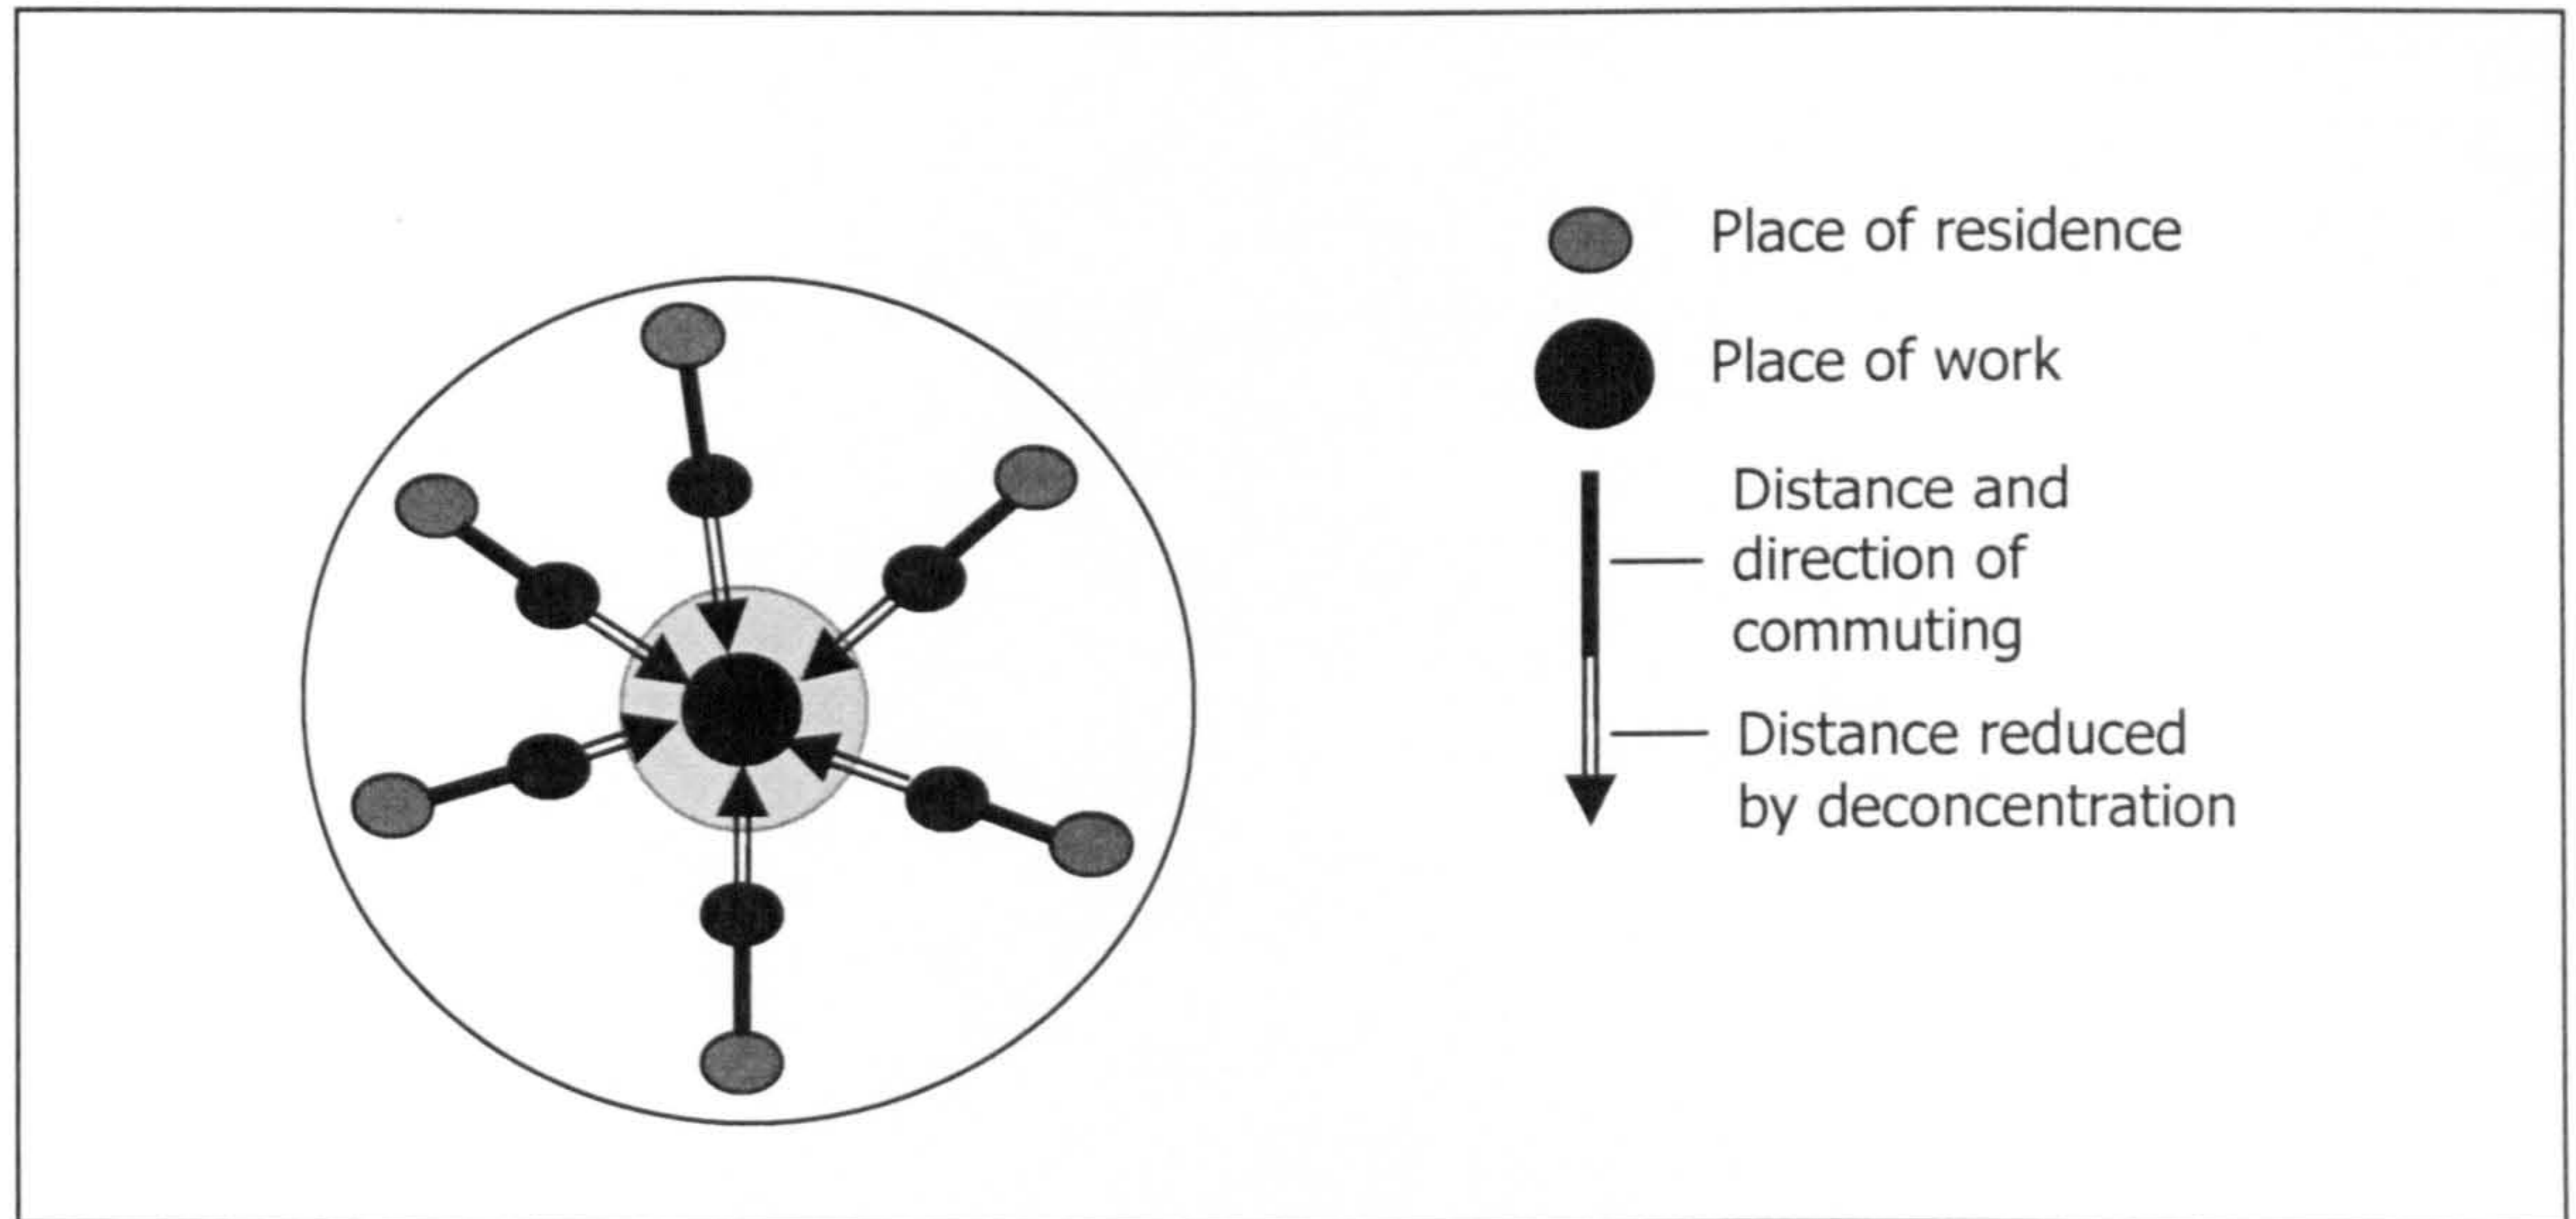 Place of residence
Place of work
Distance and
direction of
commuting
Distance reduced
by deconcentration